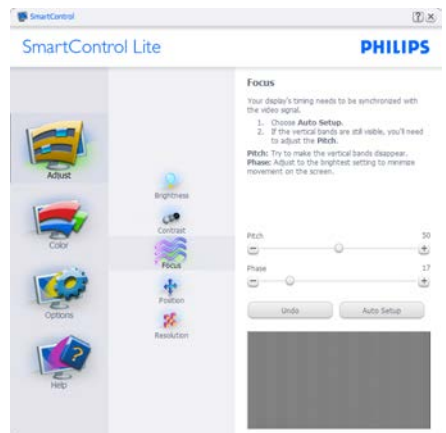 SmartControl
?
SmartControl Lite
PHILIPS
Adjust
Color
Options
Help
Brightness
Contrast
Focus
Position
Resolution
Focus
Your display's timing needs to be synchronized with
the video signal.
1. Choose Auto Setup.
2. If the vertical bands are still visible, you'll need
to adjust the Pitch.
Pitch: Try to make the vertical bands disappear.
Phase: Adjust to the brightest setting to minimize
movement on the screen.
Pitch 50
Phase 17
Undo
Auto Setup